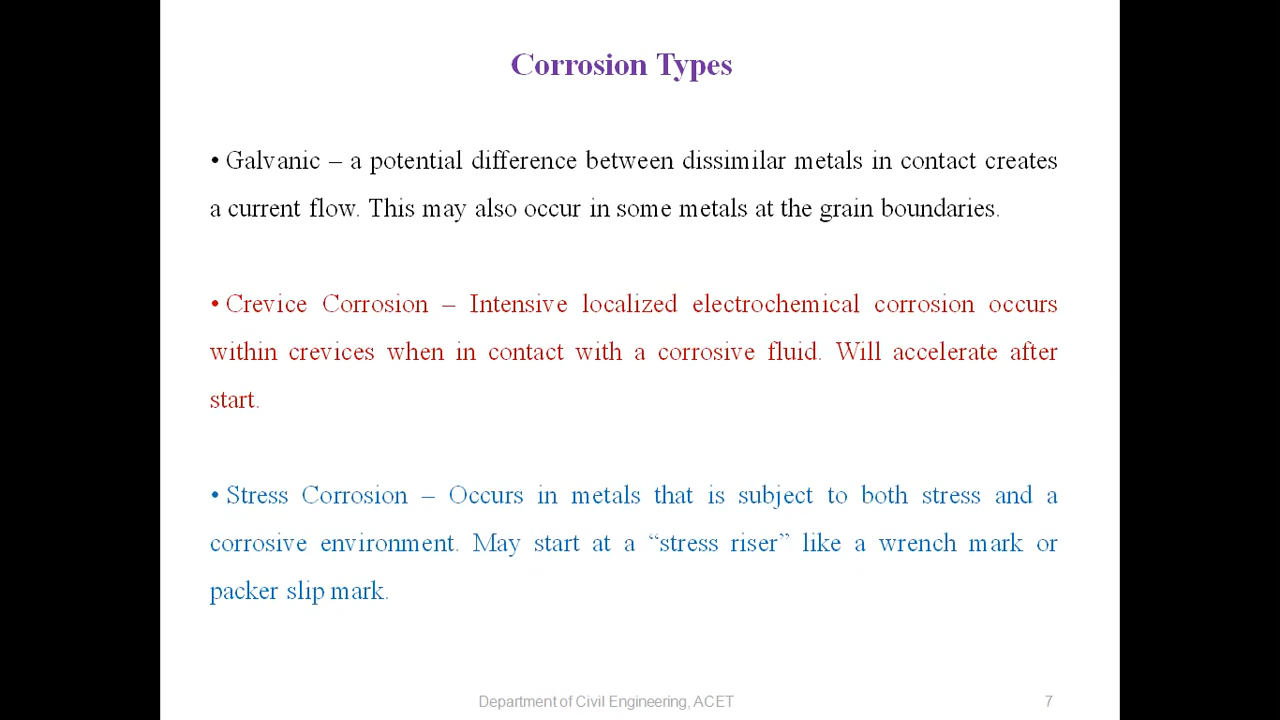 Corrosion Types
• Galvanic – a potential difference between dissimilar metals in contact creates
a current flow. This may also occur in some metals at the grain boundaries.
• Crevice Corrosion – Intensive localized electrochemical corrosion occurs
within crevices when in contact with a corrosive fluid. Will accelerate after
start.
• Stress Corrosion – Occurs in metals that is subject to both stress and a
corrosive environment. May start at a “stress riser” like a wrench mark or
packer slip mark.
Department of Civil Engineering, ACET 7